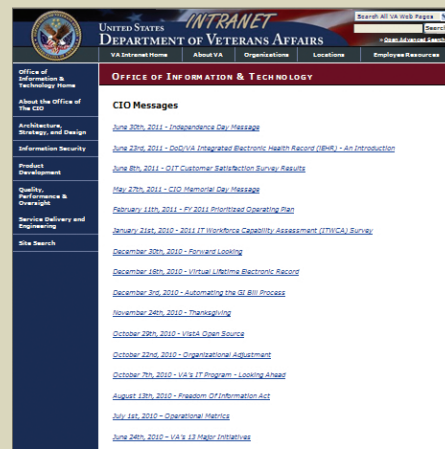 UNITED STATES INTRANET
DEPARTMENT OF VETERANS AFFAIRS
Search All VA Web Pages
Search
» Open Advanced Search
VA Intranet Home About VA Organizations Locations Employee Resources
Office of
Information &
Technology Home
About the Office of
The CIO
Architecture,
Strategy, and Design
Information Security
Product
Development
Quality,
Performance &
Oversight
Service Delivery and
Engineering
Site Search
OFFICE OF INFORMATION & TECHNOLOGY
CIO Messages
June 30th, 2011 - Independence Day Message
June 23rd, 2011 - DoD/VA Integrated Electronic Health Record (iEHR) - An Introduction
June 8th, 2011 - OIT Customer Satisfaction Survey Results
May 27th, 2011 - CIO Memorial Day Message
February 11th, 2011 - FY 2011 Prioritized Operating Plan
January 21st, 2010 - 2011 IT Workforce Capability Assessment (ITWCA) Survey
December 30th, 2010 - Forward Looking
December 16th, 2010 - Virtual Lifetime Electronic Record
December 3rd, 2010 - Automating the GI Bill Process
November 24th, 2010 - Thanksgiving
October 29th, 2010 - VistA Open Source
October 22nd, 2010 - Organizational Adjustment
October 7th, 2010 - VA's IT Program - Looking Ahead
August 13th, 2010 - Freedom Of Information Act
July 1st, 2010 – Operational Metrics
June 24th, 2010 – VA's 13 Major Initiatives